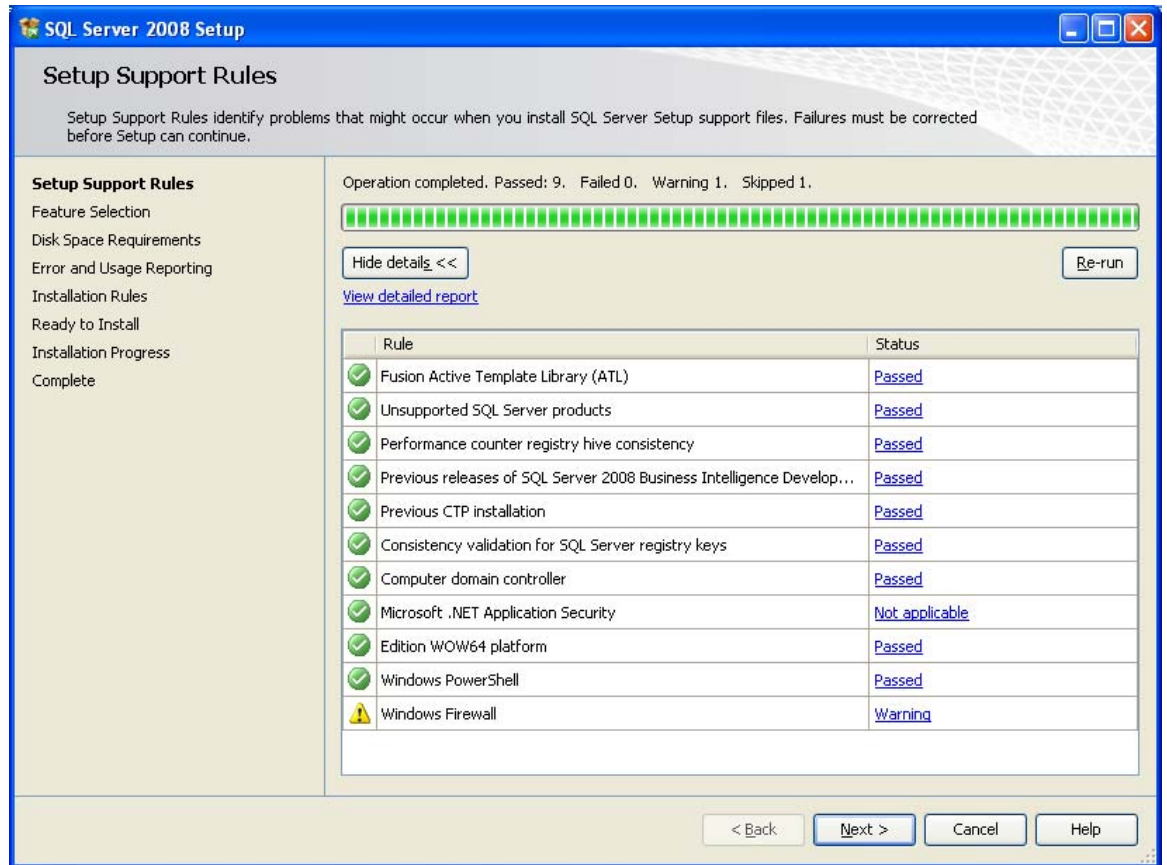 SQL Server 2008 Setup
Setup Support Rules
Setup Support Rules identify problems that might occur when you install SQL Server Setup support files. Failures must be corrected
before Setup can continue.
Setup Support Rules
Feature Selection
Disk Space Requirements
Error and Usage Reporting
Installation Rules
Ready to Install
Installation Progress
Complete
Operation completed. Passed: 9.   Failed 0.   Warning 1.   Skipped 1.
Hide details <<
Re-run
View detailed report
Rule Status
Fusion Active Template Library (ATL) Passed
Unsupported SQL Server products Passed
Performance counter registry hive consistency Passed
Previous releases of SQL Server 2008 Business Intelligence Develop... Passed
Previous CTP installation Passed
Consistency validation for SQL Server registry keys Passed
Computer domain controller Passed
Microsoft .NET Application Security Not applicable
Edition WOW64 platform Passed
Windows PowerShell Passed
Windows Firewall Warning
< Back Next > Cancel Help